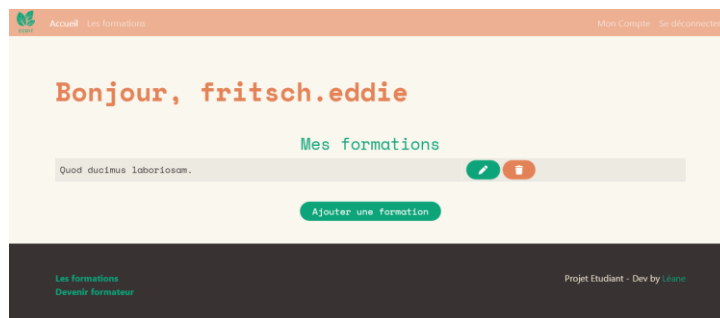 Accueil Les formations Mon Compte Se déconnecter
Bonjour, fritsch.eddie
Mes formations
Quod ducimus laboriosam.
Ajouter une formation
Les formations Projet Etudiant - Dev by Léane
Devenir formateur